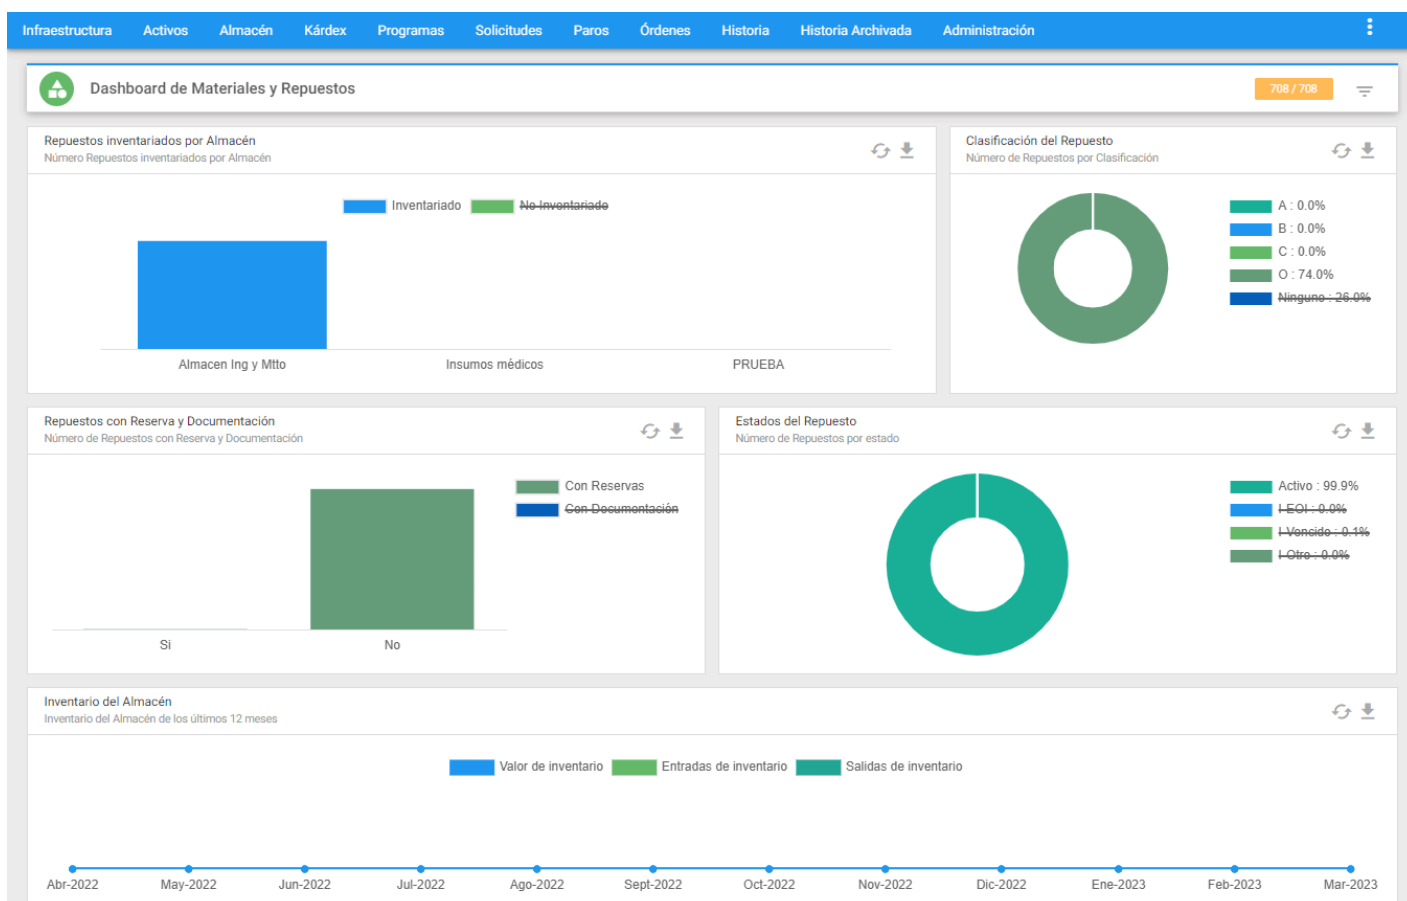 Infraestructura Activos Almacén Kárdex Programas Solicitudes Paros Órdenes Historia Historia Archivada Administración
Dashboard de Materiales y Repuestos 708 / 708
Repuestos inventariados por Almacén
Número Repuestos inventariados por Almacén
Inventariado No Inventariado
Almacen Ing y Mtto Insumos médicos PRUEBA
Clasificación del Repuesto
Número de Repuestos por Clasificación
A : 0.0%
B : 0.0%
C : 0.0%
O : 74.0%
Ninguno : 26.0%
Repuestos con Reserva y Documentación
Número de Repuestos con Reserva y Documentación
Con Reservas
Con Documentación
Si No
Estados del Repuesto
Número de Repuestos por estado
Activo : 99.9%
I-EOI : 0.0%
I-Vencido : 0.1%
I-Otro : 0.0%
Inventario del Almacén
Inventario del Almacén de los últimos 12 meses
Valor de inventario Entradas de inventario Salidas de inventario
Abr-2022 May-2022 Jun-2022 Jul-2022 Ago-2022 Sept-2022 Oct-2022 Nov-2022 Dic-2022 Ene-2023 Feb-2023 Mar-2023